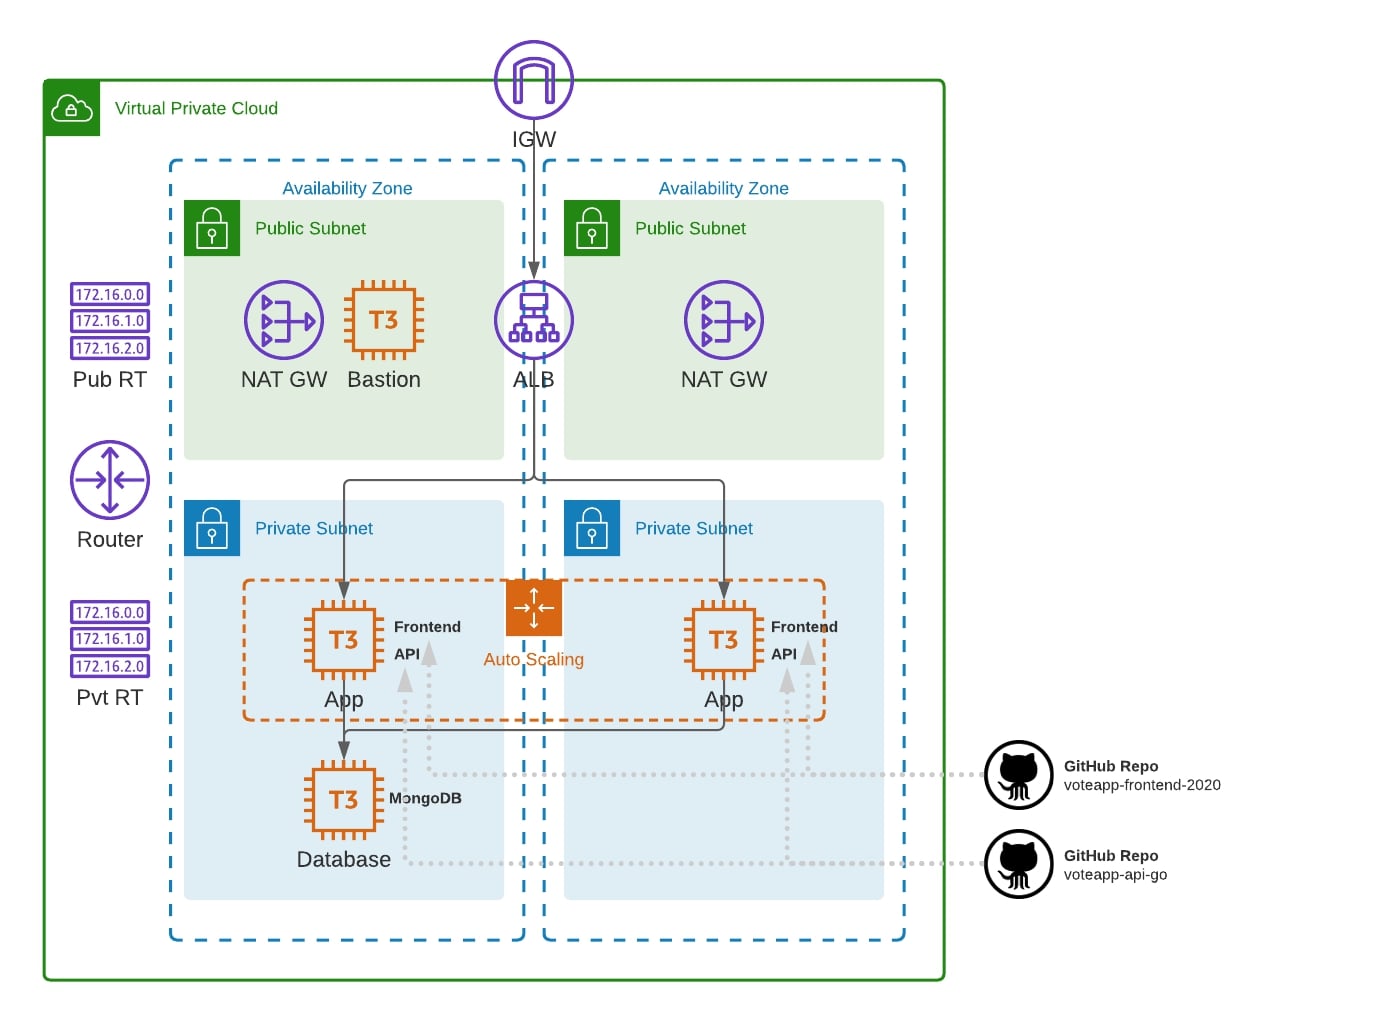 IGW
Virtual Private Cloud
Availability Zone
Availability Zone
Public Subnet
Public Subnet
172.16.0.0
172.16.1.0
172.16.2.0
Pub RT
T3
NAT GW
Bastion
ALB
NAT GW
Router
Private Subnet
Private Subnet
172.16.0.0
172.16.1.0
172.16.2.0
Pvt RT
T3
Frontend
API
App
Auto Scaling
T3
Frontend
API
App
T3
MongoDB
Database
GitHub Repo
voteapp-frontend-2020
GitHub Repo
voteapp-api-go